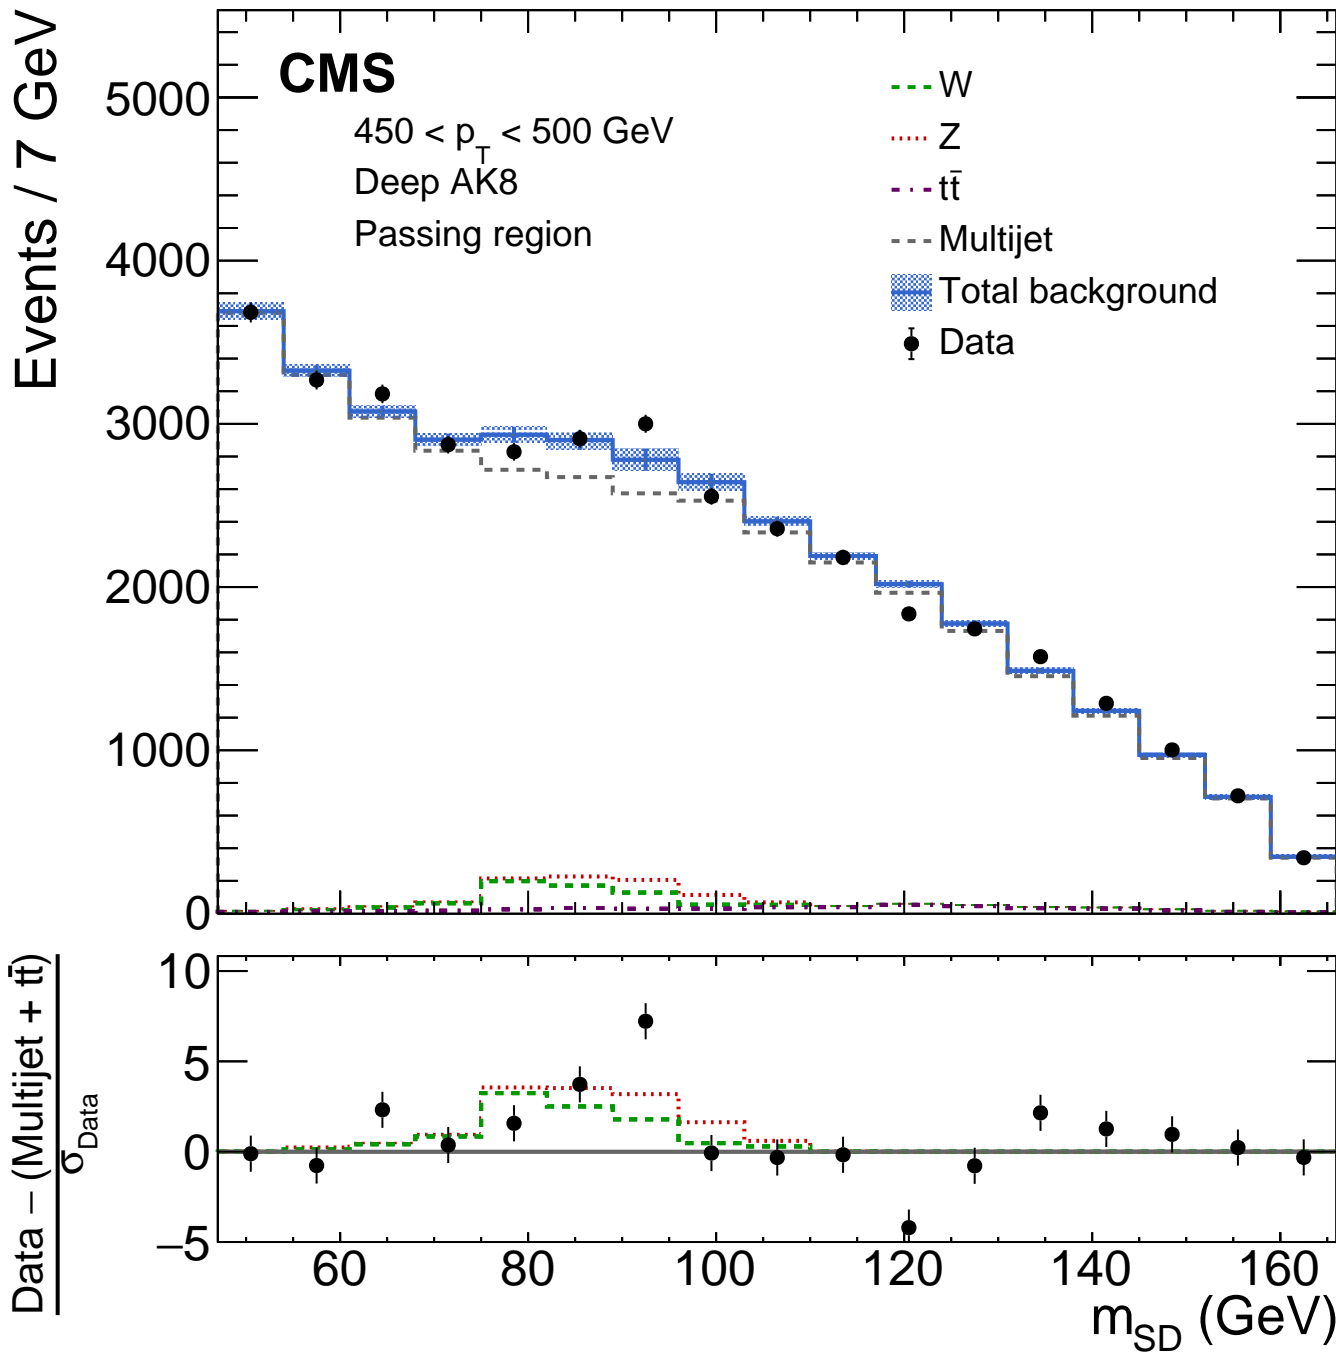 CMS
450 < p_T < 500 GeV
Deep AK8
Passing region
W
Z
tt̄
Multijet
Total background
Data
Events / 7 GeV
5000
4000
3000
2000
1000
0
10
5
0
−5
Data − (Multijet + tt̄)
σ_Data
60 80 100 120 140 160
m_SD (GeV)